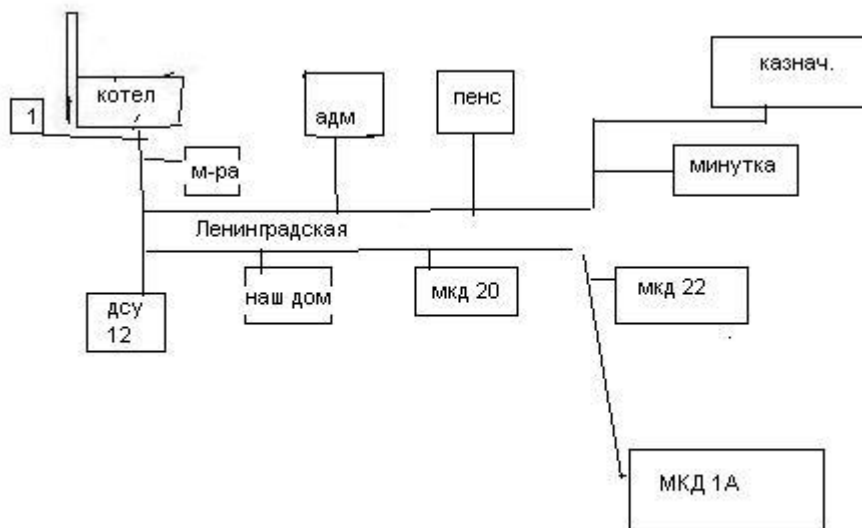 казнач.
котел
пенс
1
адм
минутка
м-ра
Ленинградская
наш дом
мкд 20
мкд 22
дсу
12
МКД 1А